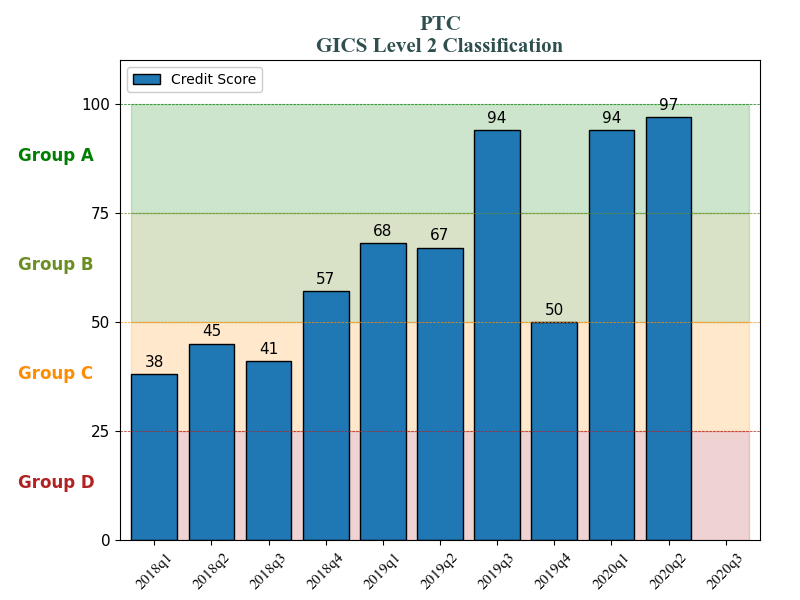 PTC
GICS Level 2 Classification
Credit Score
100
75
50
25
0
Group A
Group B
Group C
Group D
38
45
41
57
68
67
94
50
94
97
2018q1
2018q2
2018q3
2018q4
2019q1
2019q2
2019q3
2019q4
2020q1
2020q2
2020q3